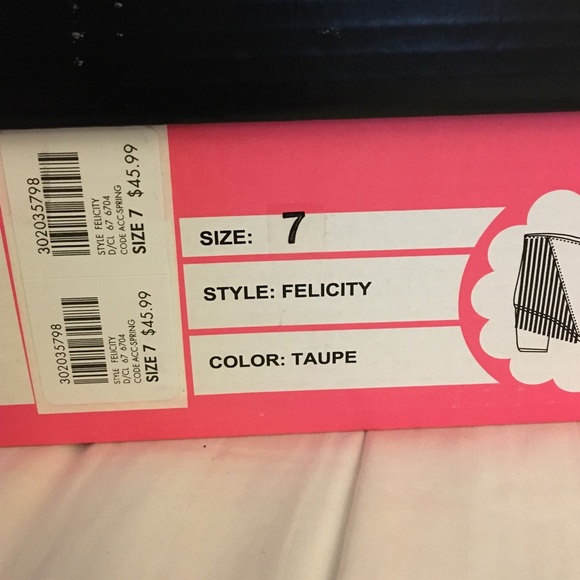 302035798
STYLE FELICITY
D/CL 67 6704
CODE ACC-SPRING
SIZE 7 $45.99
302035798
STYLE FELICITY
D/CL 67 6704
CODE ACC-SPRING
SIZE 7 $45.99
SIZE: 7
STYLE: FELICITY
COLOR: TAUPE